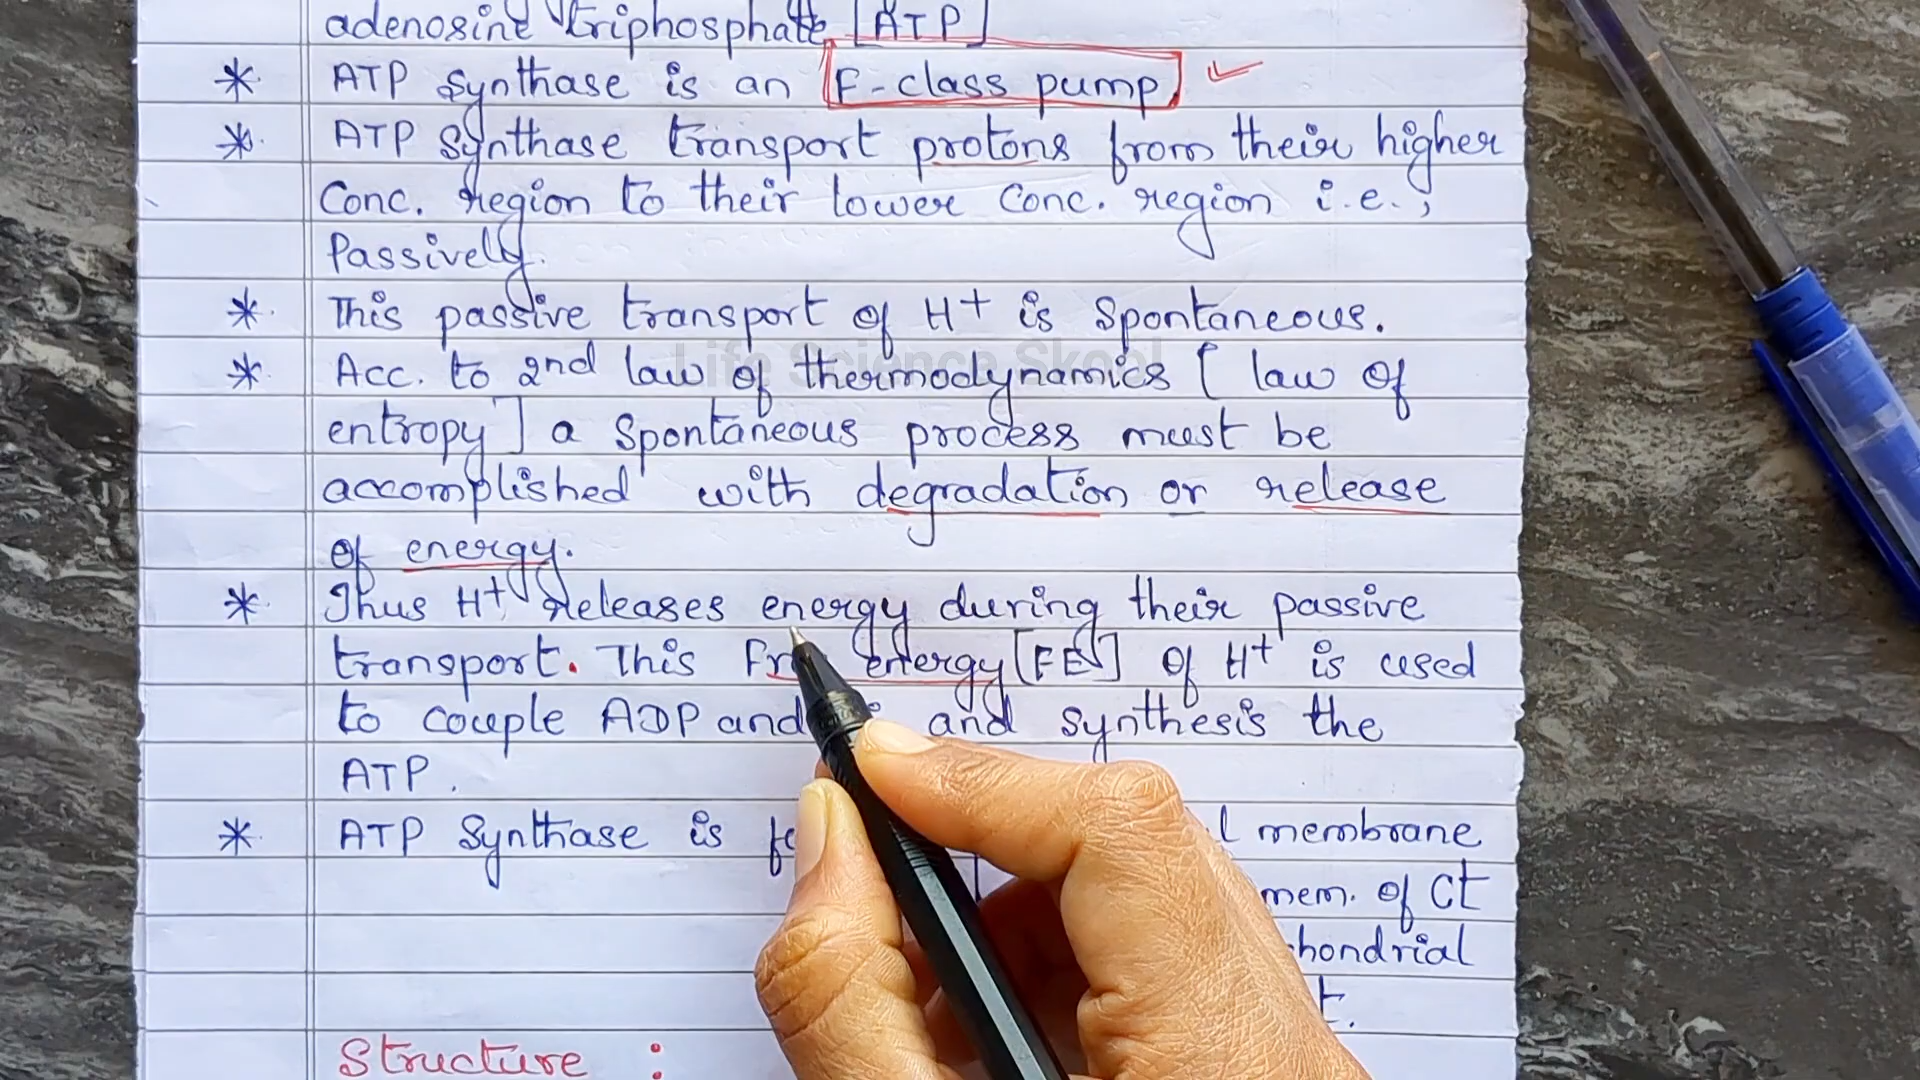 adenosine triphosphate [ATP]
* ATP synthase is an F-class pump ✓
* ATP synthase transport protons from their higher
conc. region to their lower conc. region i.e.,
Passively.
* This passive transport of H+ is spontaneous.
Life Science Skool
* Acc. to 2nd law of thermodynamics [ law of
entropy ] a spontaneous process must be
accomplished with degradation or release
of energy.
* Thus H+ releases energy during their passive
transport. This energy [FE] of H+ is used
to couple ADP and and synthesis the
ATP.
* ATP synthase is membrane
mem. of Ct
Structure :